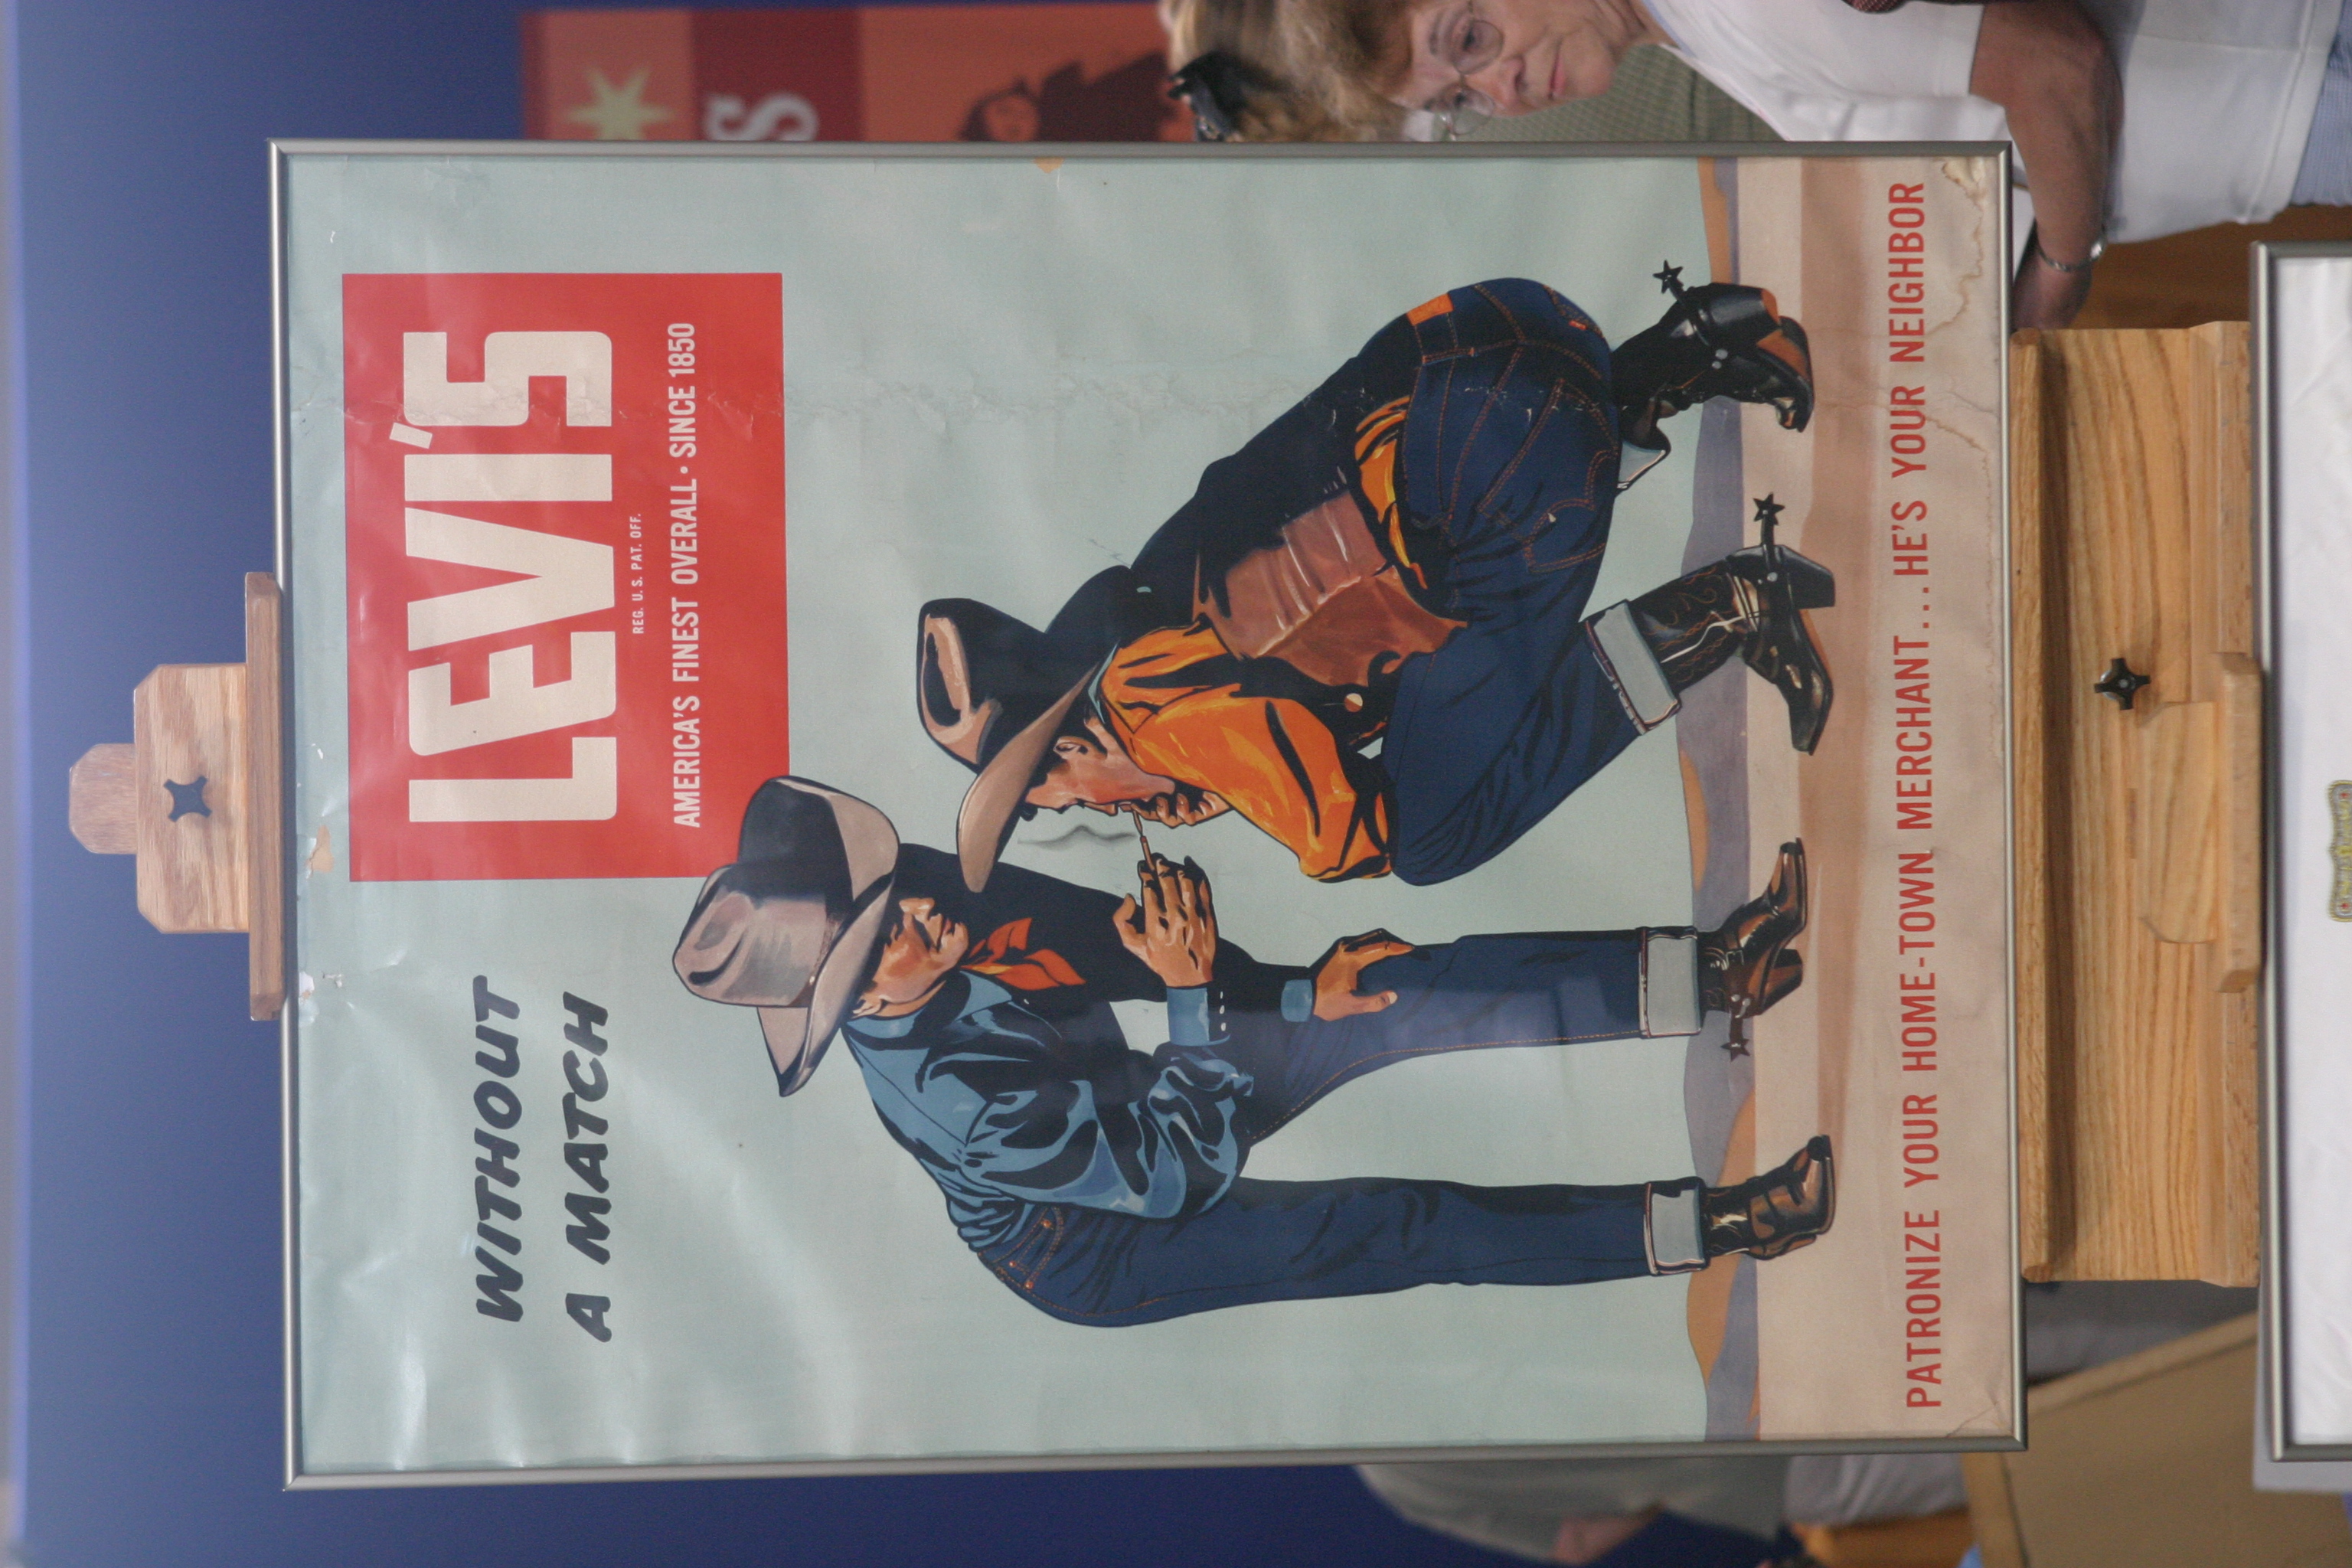 WITHOUT
A MATCH
LEVI'S
REG. U. S. PAT. OFF.
AMERICA'S FINEST OVERALL • SINCE 1850
PATRONIZE YOUR HOME-TOWN MERCHANT...HE'S YOUR NEIGHBOR
S